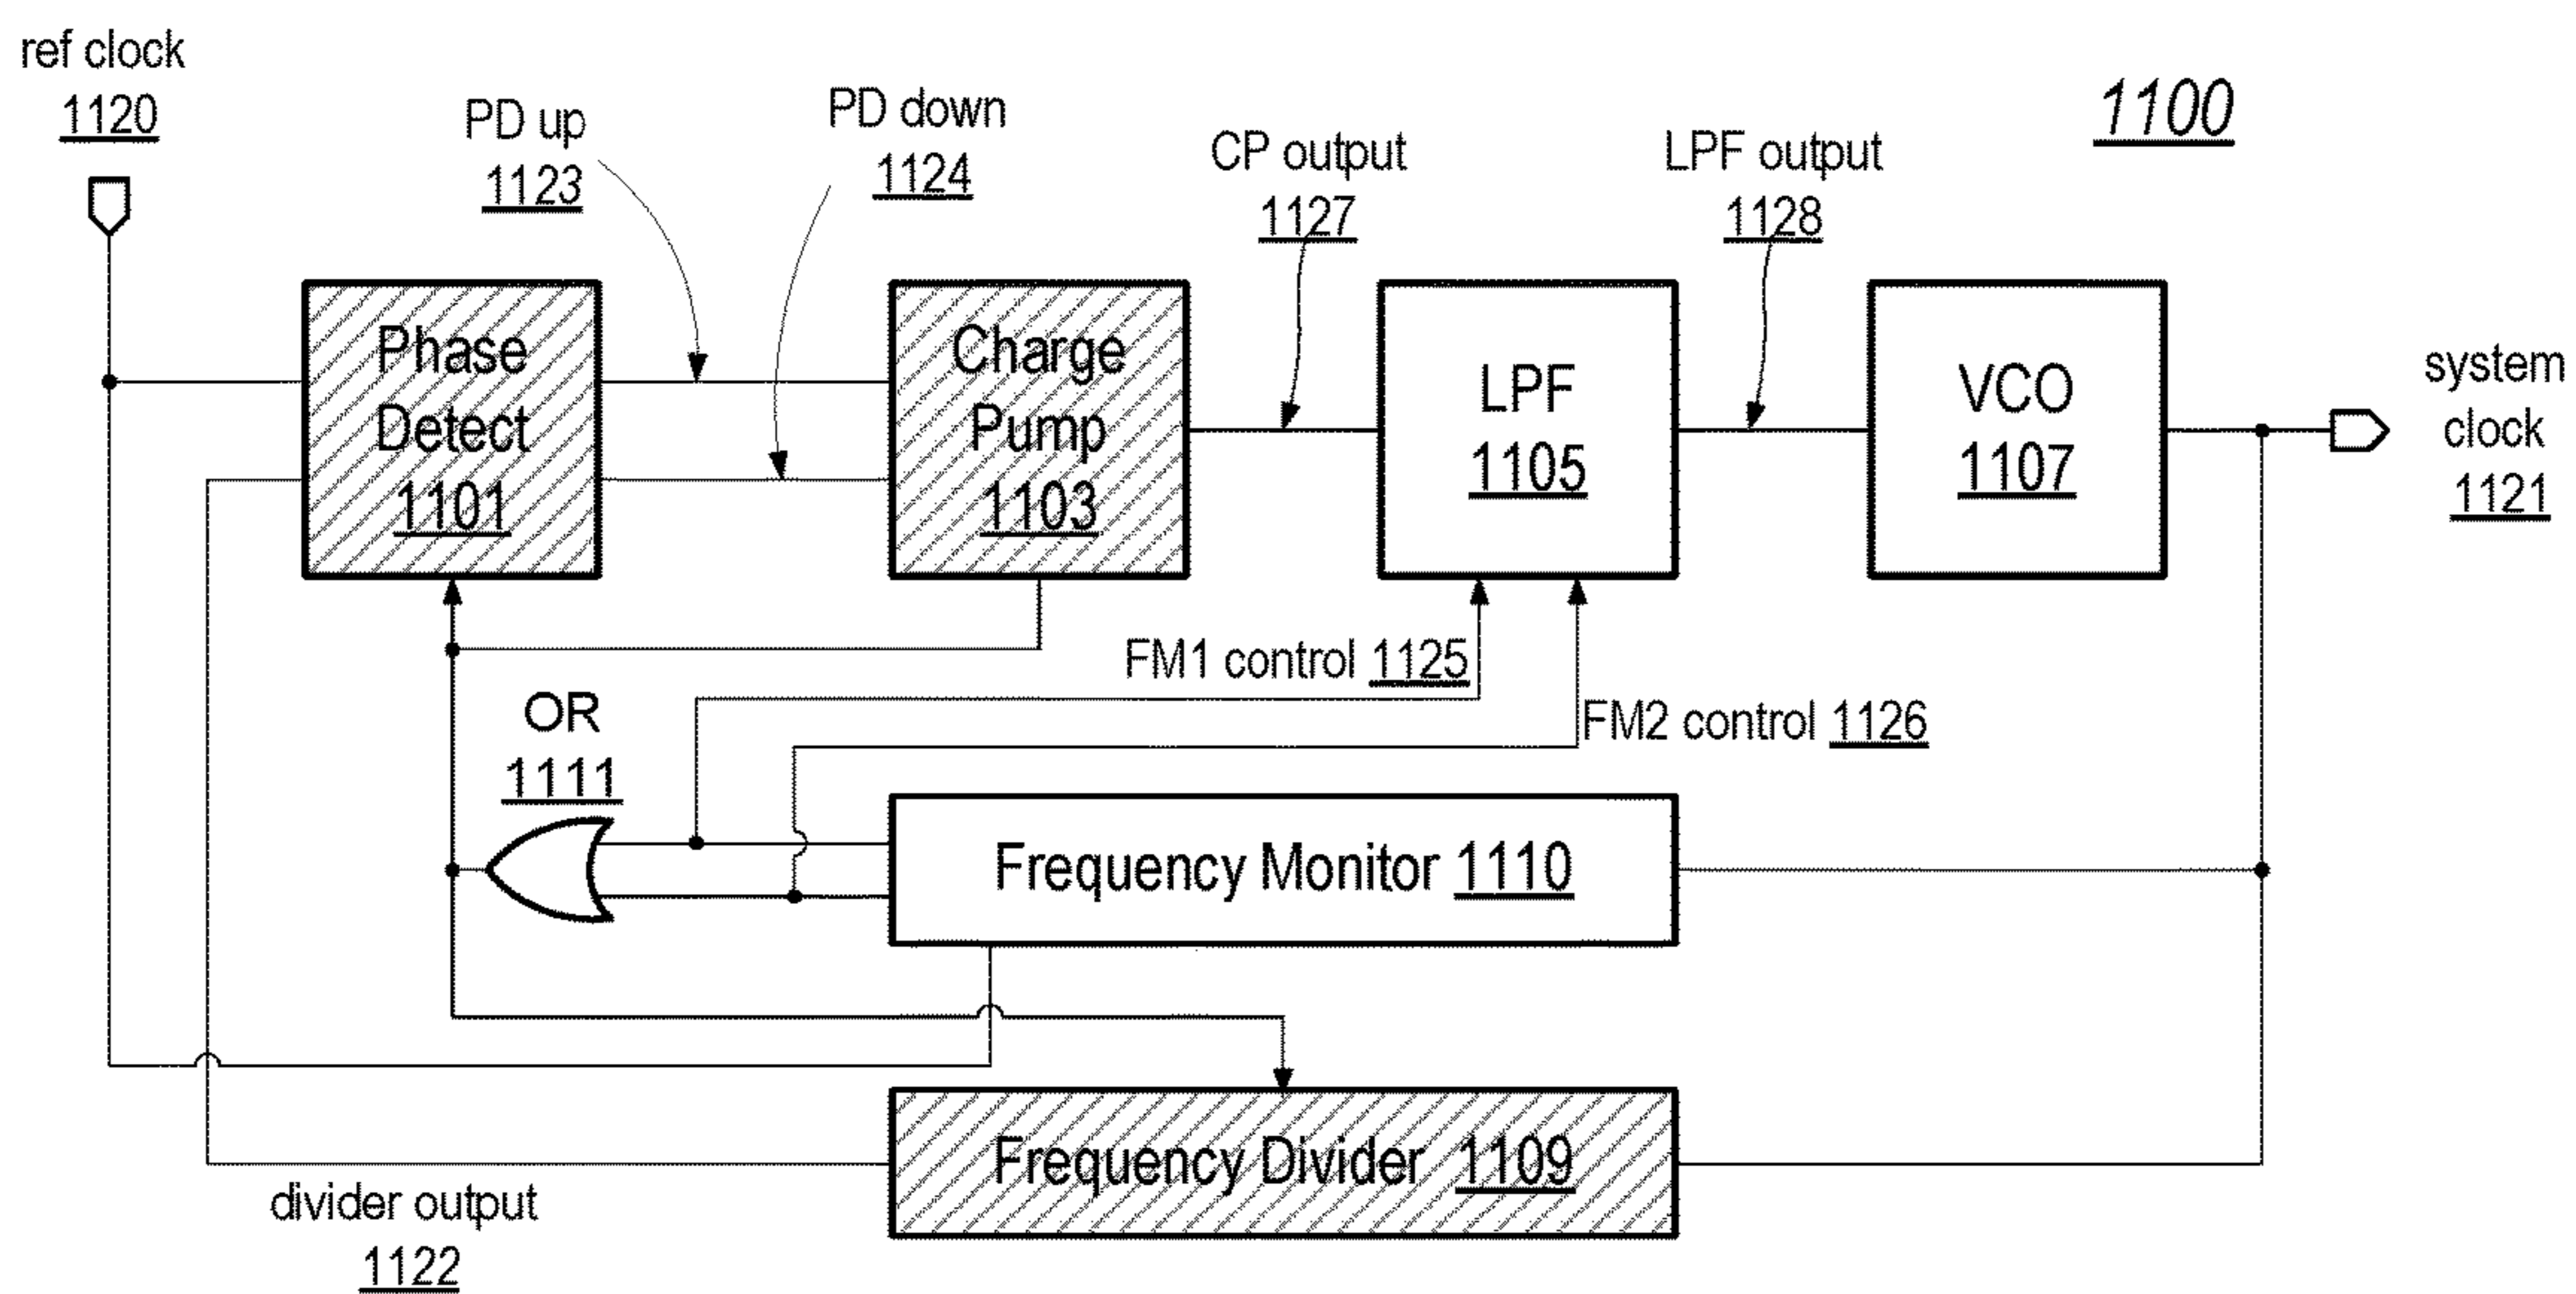 ref clock
1120
PD up
1123
PD down
1124
CP output
1127
LPF output
1128
1100
Phase
Detect
1101
Charge
Pump
1103
LPF
1105
VCO
1107
system
clock
1121
FM1 control 1125
FM2 control 1126
OR
1111
Frequency Monitor 1110
Frequency Divider 1109
divider output
1122